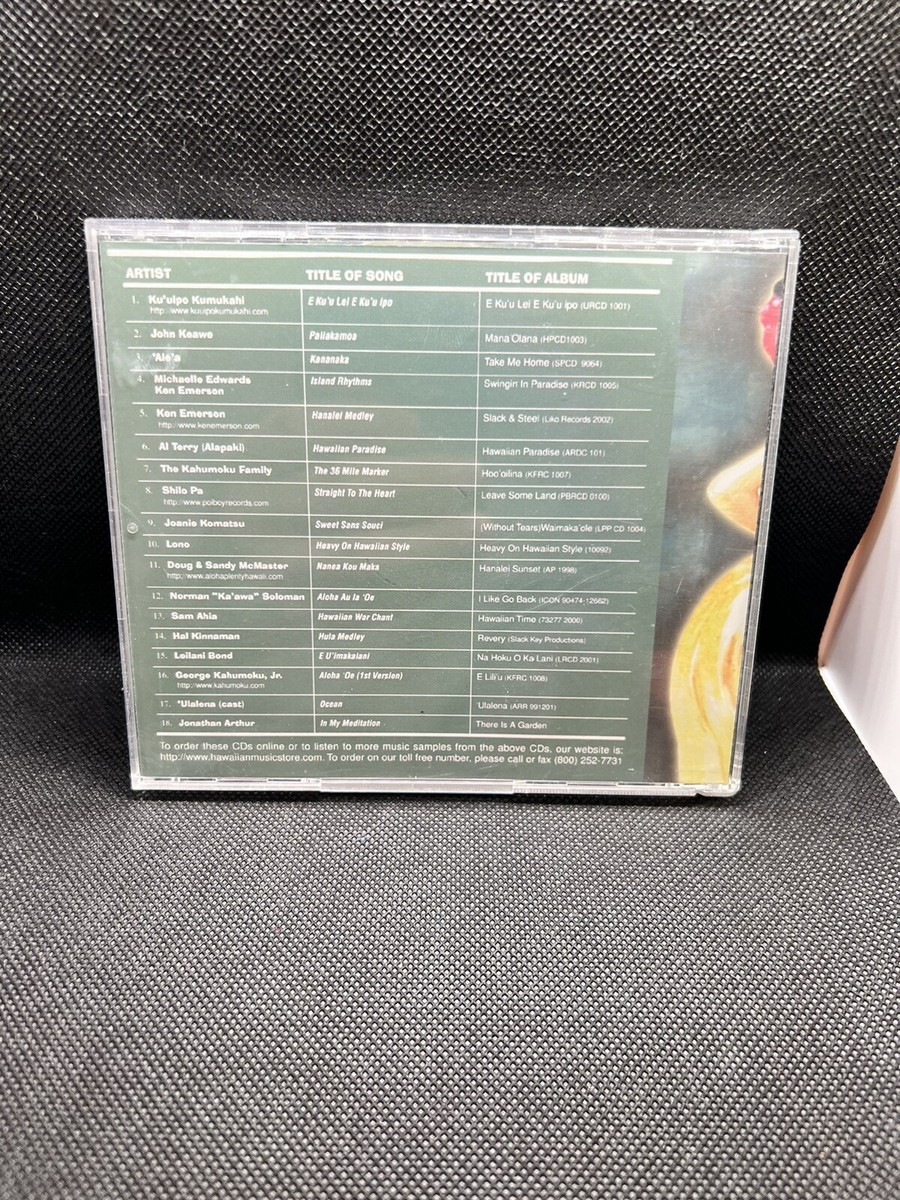 ARTIST TITLE OF SONG TITLE OF ALBUM
1. Ku'uipo Kumukahi E Ku'u Lei E Ku'u Ipo E Ku'u Lei E Ku'u Ipo (URCD 1001)
http://www.kuuipokumukahi.com
2. John Keawe Paliakamoa Mana'Olana (HPCD1003)
3. 'Ale'a Kananaka Take Me Home (SPCD 9064)
4. Michaelle Edwards Island Rhythms Swingin In Paradise (KRCD 1005)
Ken Emerson
5. Ken Emerson Hanalei Medley Slack & Steel (Liko Records 2002)
http://www.kenemerson.com
6. Al Terry (Alapaki) Hawaiian Paradise Hawaiian Paradise (ARDC 101)
7. The Kahumoku Family The 36 Mile Marker Hoo'oilina (KFRC 1007)
8. Shilo Pa Straight To The Heart Leave Some Land (PBRCD 0100)
http://www.poiboyrecords.com
9. Joanie Komatsu Sweet Sans Souci (Without Tears)Waimaka'ole (LPP CD 1004)
10. Lono Heavy On Hawaiian Style Heavy On Hawaiian Style (10092)
11. Doug & Sandy McMaster Nanea Kou Maka Hanalei Sunset (AP 1998)
http://www.alohaplentyhawaii.com
12. Norman "Ka'awa" Soloman Aloha Au Ia 'Oe I Like Go Back (ICON 90474-12662)
13. Sam Ahia Hawaiian War Chant Hawaiian Time (73277 2006)
14. Hal Kinnaman Hula Medley Revery (Slack Key Productions)
15. Leilani Bond E U'imakalani Na Hoku O Ka Lani (LRCD 2001)
16. George Kahumoku, Jr. Aloha 'Oe (1st Version) E Lili'u (KFRC 1008)
http://www.kahumoku.com
17. 'Ulalena (cast) Ocean 'Ulalena (ARR 991201)
18. Jonathan Arthur In My Meditation There Is A Garden
To order these CDs online or to listen to more music samples from the above CDs, our website is:
http://www.hawaiianmusicstore.com. To order on our toll free number, please call or fax (800) 252-7731